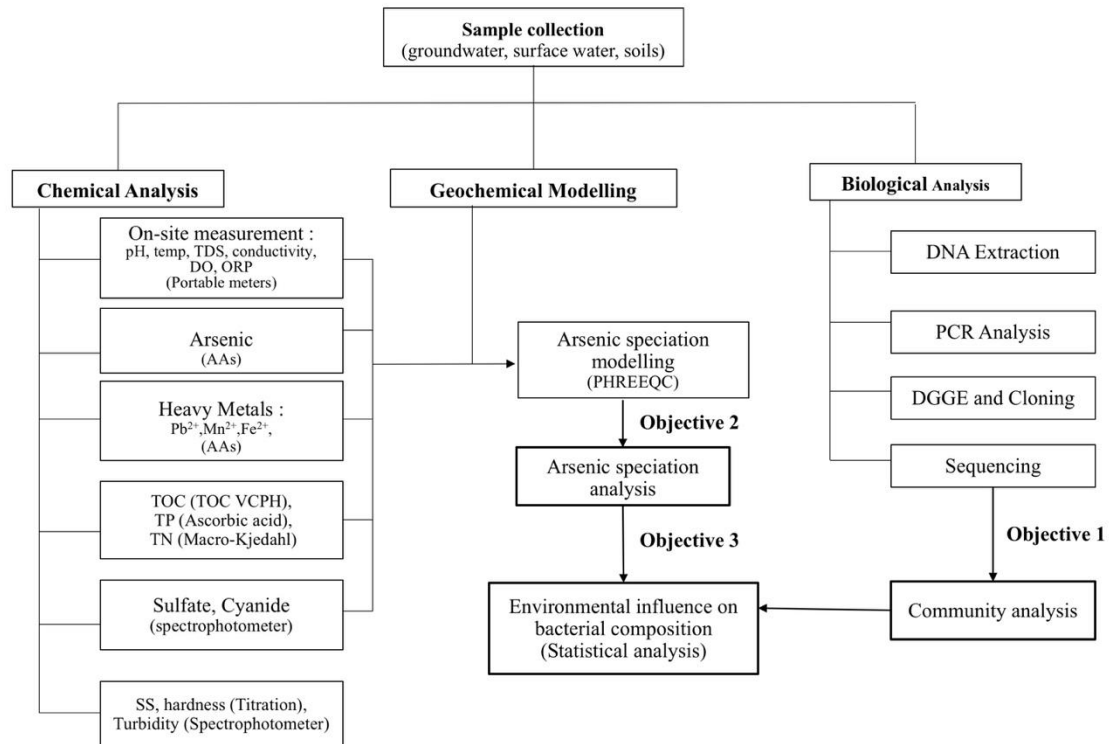 Sample collection
(groundwater, surface water, soils)
Chemical Analysis
Geochemical Modelling
Biological Analysis
On-site measurement :
pH, temp, TDS, conductivity,
DO, ORP
(Portable meters)
Arsenic
(AAs)
Heavy Metals :
Pb²⁺,Mn²⁺,Fe²⁺,
(AAs)
TOC (TOC VCPH),
TP (Ascorbic acid),
TN (Macro-Kjedahl)
Sulfate, Cyanide
(spectrophotometer)
SS, hardness (Titration),
Turbidity (Spectrophotometer)
Arsenic speciation
modelling
(PHREEQC)
Objective 2
Arsenic speciation
analysis
Objective 3
Environmental influence on
bacterial composition
(Statistical analysis)
DNA Extraction
PCR Analysis
DGGE and Cloning
Sequencing
Objective 1
Community analysis